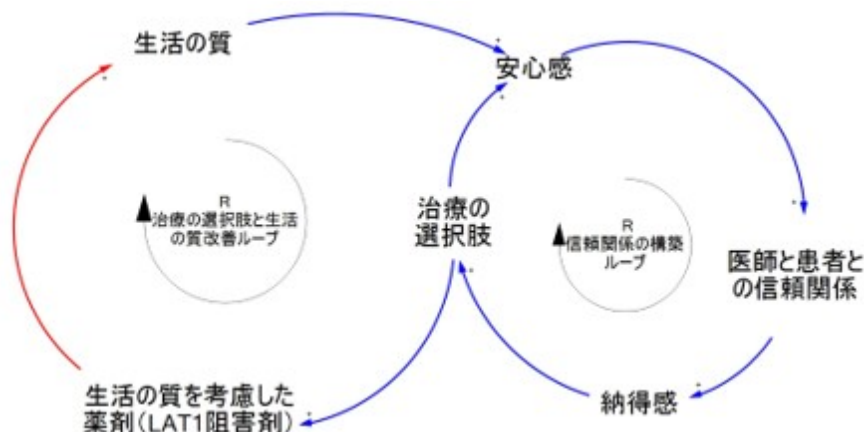 生活の質
安心感
R
治療の選択肢と生活
の質改善ループ
治療の
選択肢
R
信頼関係の構築
ループ
医師と患者と
の信頼関係
生活の質を考慮した
薬剤(LAT1阻害剤)
納得感